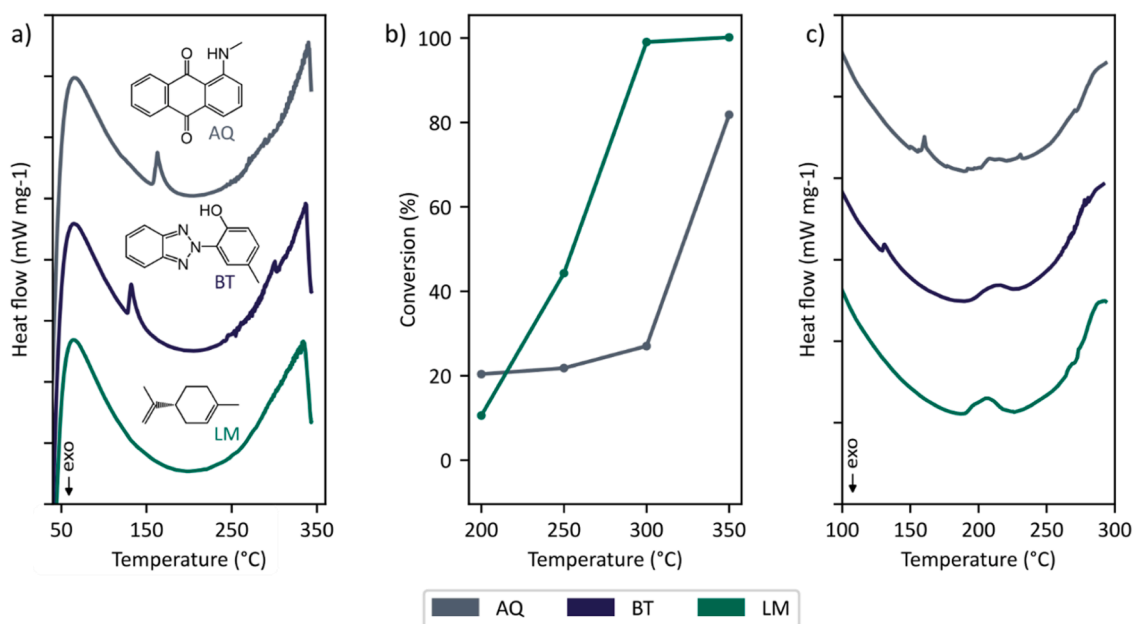 a)
Heat flow (mW mg-1)
O
HN
O
AQ
HO
N
N
N
BT
LM
exo
50 150 250 350
Temperature (°C)
b)
Conversion (%)
100
80
60
40
20
0
200 250 300 350
Temperature (°C)
c)
Heat flow (mW mg-1)
exo
100 150 200 250 300
Temperature (°C)
AQ BT LM